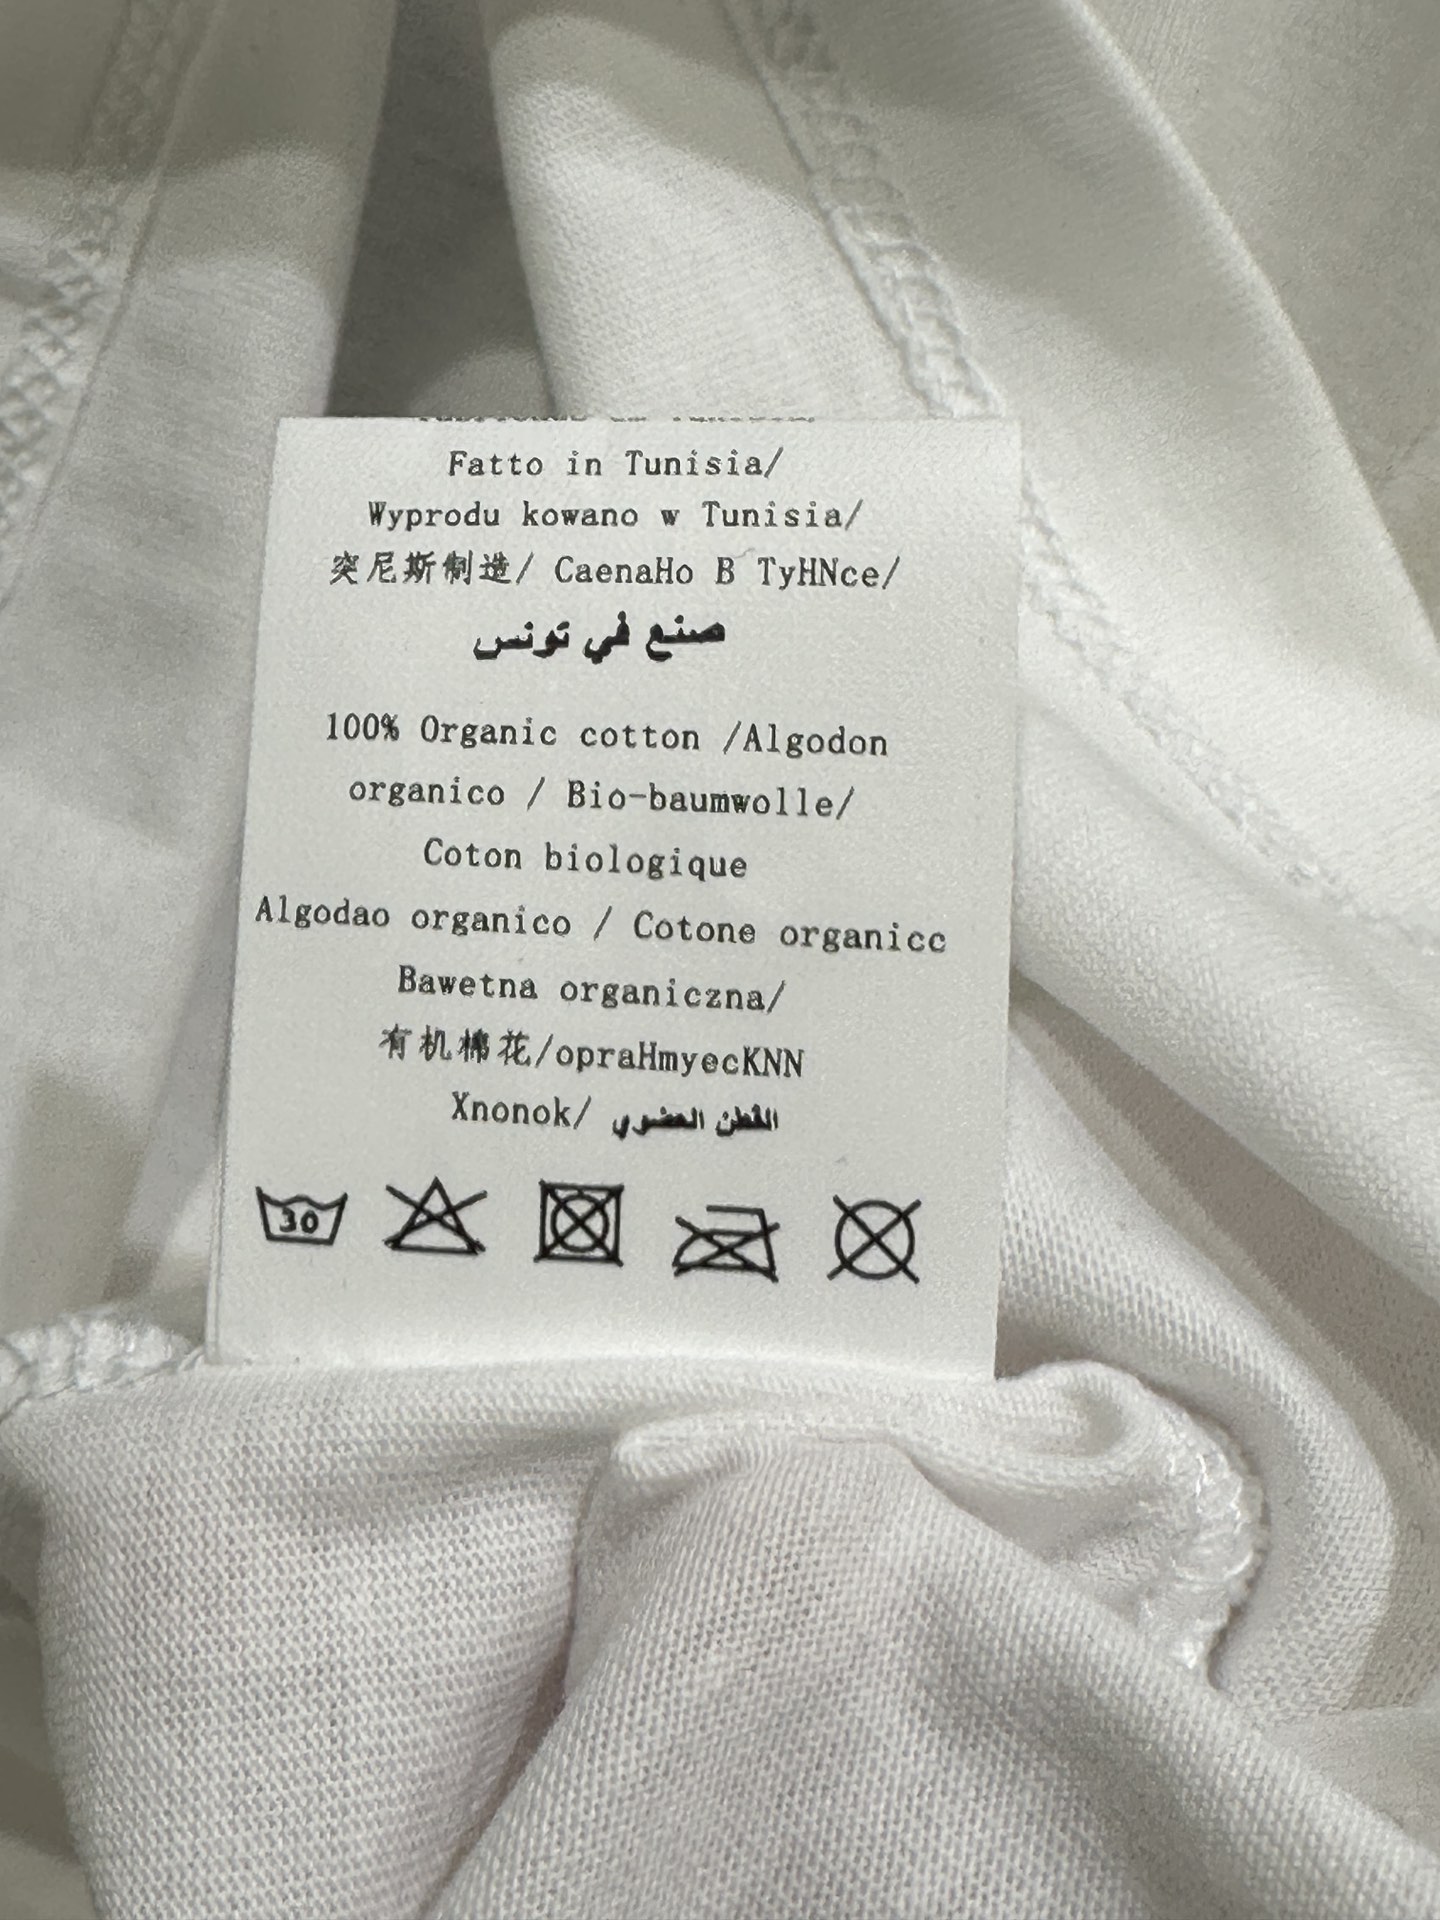 Fatto in Tunisia/
Wyprodu kowano w Tunisia/
突尼斯制造/ CaenaHo B TyHNce/
صنع في تونس
100% Organic cotton /Algodon
organico / Bio-baumwolle/
Coton biologique
Algodao organico / Cotone organicc
Bawetna organiczna/
有机棉花/opraHmyecKNN
Xnonok/ القطن العضوي
30